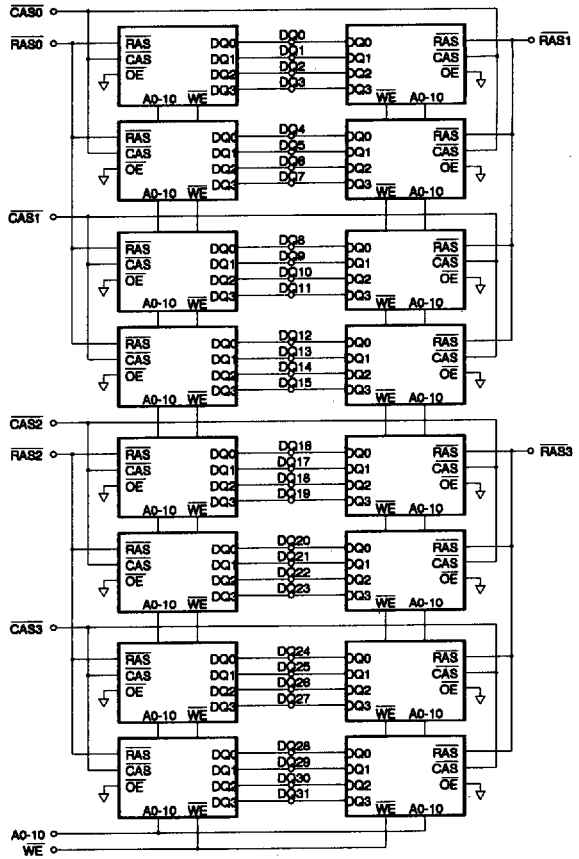 CAS0
RAS0 RAS DQ0 DQ0 DQ0 RAS RAS1
CAS DQ1 DQ1 DQ1 CAS
OE DQ2 DQ2 DQ2 OE
DQ3 DQ3 DQ3
A0-10 WE WE A0-10
RAS DQ0 DQ4 DQ0 RAS
CAS DQ1 DQ5 DQ1 CAS
OE DQ2 DQ6 DQ2 OE
DQ3 DQ7 DQ3
A0-10 WE WE A0-10
CAS1
RAS DQ0 DQ8 DQ0 RAS
CAS DQ1 DQ9 DQ1 CAS
OE DQ2 DQ10 DQ2 OE
DQ3 DQ11 DQ3
A0-10 WE WE A0-10
RAS DQ0 DQ12 DQ0 RAS
CAS DQ1 DQ13 DQ1 CAS
OE DQ2 DQ14 DQ2 OE
DQ3 DQ15 DQ3
A0-10 WE WE A0-10
CAS2
RAS2 RAS DQ0 DQ16 DQ0 RAS RAS3
CAS DQ1 DQ17 DQ1 CAS
OE DQ2 DQ18 DQ2 OE
DQ3 DQ19 DQ3
A0-10 WE WE A0-10
RAS DQ0 DQ20 DQ0 RAS
CAS DQ1 DQ21 DQ1 CAS
OE DQ2 DQ22 DQ2 OE
DQ3 DQ23 DQ3
A0-10 WE WE A0-10
CAS3
RAS DQ0 DQ24 DQ0 RAS
CAS DQ1 DQ25 DQ1 CAS
OE DQ2 DQ26 DQ2 OE
DQ3 DQ27 DQ3
A0-10 WE WE A0-10
RAS DQ0 DQ28 DQ0 RAS
CAS DQ1 DQ29 DQ1 CAS
OE DQ2 DQ30 DQ2 OE
DQ3 DQ31 DQ3
A0-10 WE WE A0-10
A0-10
WE